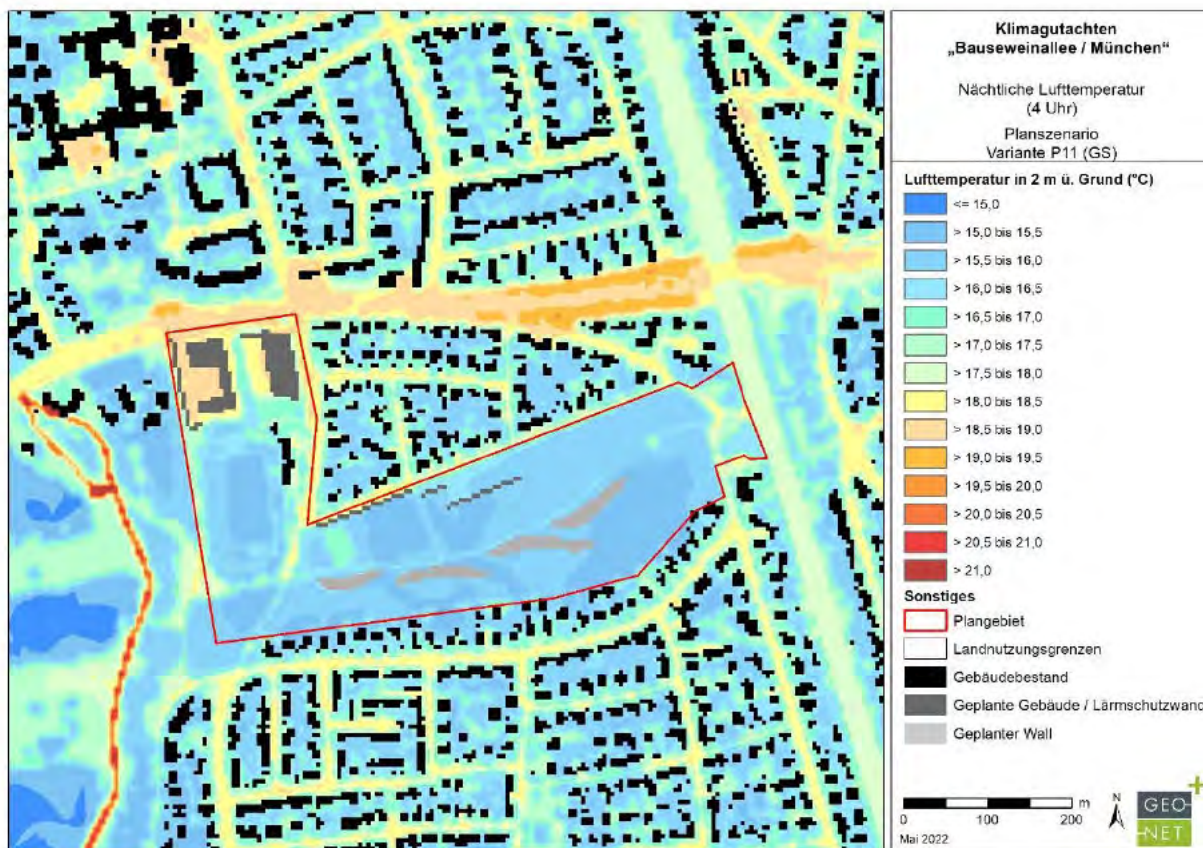 Klimagutachten
„Bauseweinallee / München“
Nächtliche Lufttemperatur
(4 Uhr)
Planszenario
Variante P11 (GS)
Lufttemperatur in 2 m ü. Grund (°C)
<= 15,0
> 15,0 bis 15,5
> 15,5 bis 16,0
> 16,0 bis 16,5
> 16,5 bis 17,0
> 17,0 bis 17,5
> 17,5 bis 18,0
> 18,0 bis 18,5
> 18,5 bis 19,0
> 19,0 bis 19,5
> 19,5 bis 20,0
> 20,0 bis 20,5
> 20,5 bis 21,0
> 21,0
Sonstiges
Plangebiet
Landnutzungsgrenzen
Gebäudebestand
Geplante Gebäude / Lärmschutzwand
Geplanter Wall
0 100 200 m
N
Mai 2022
GEO
NET